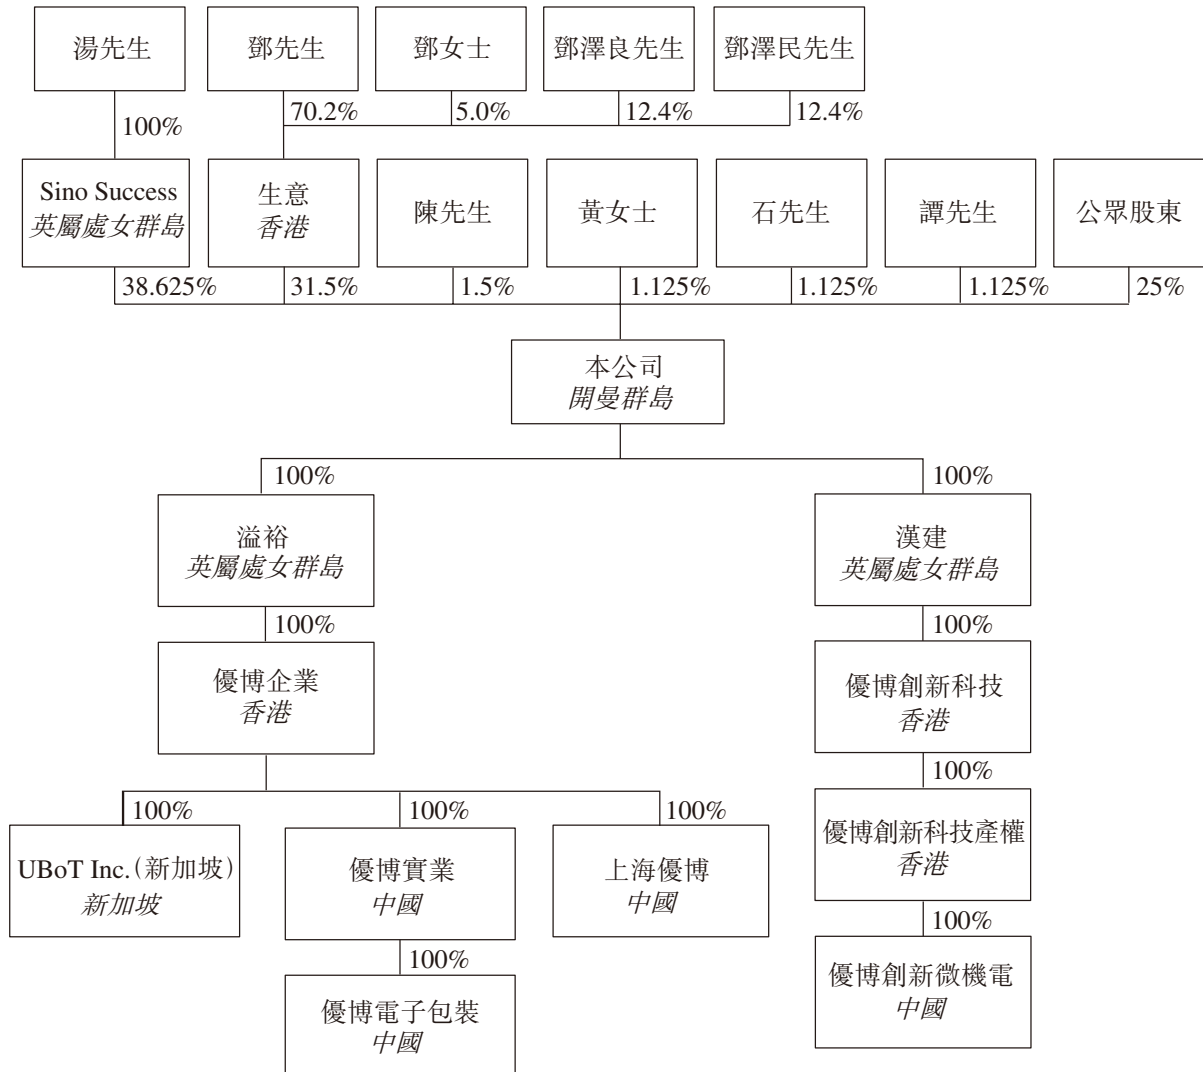 湯先生
鄧先生
鄧女士
鄧澤良先生
鄧澤民先生
100%
70.2%
5.0%
12.4%
12.4%
Sino Success
英屬處女群島
生意
香港
陳先生
黃女士
石先生
譚先生
公眾股東
38.625%
31.5%
1.5%
1.125%
1.125%
1.125%
25%
本公司
開曼群島
100%
100%
溢裕
英屬處女群島
漢建
英屬處女群島
100%
100%
優博企業
香港
優博創新科技
香港
100%
100%
100%
100%
UBoT Inc.(新加坡)
新加坡
優博實業
中國
上海優博
中國
優博創新科技產權
香港
100%
100%
優博電子包裝
中國
優博創新微機電
中國